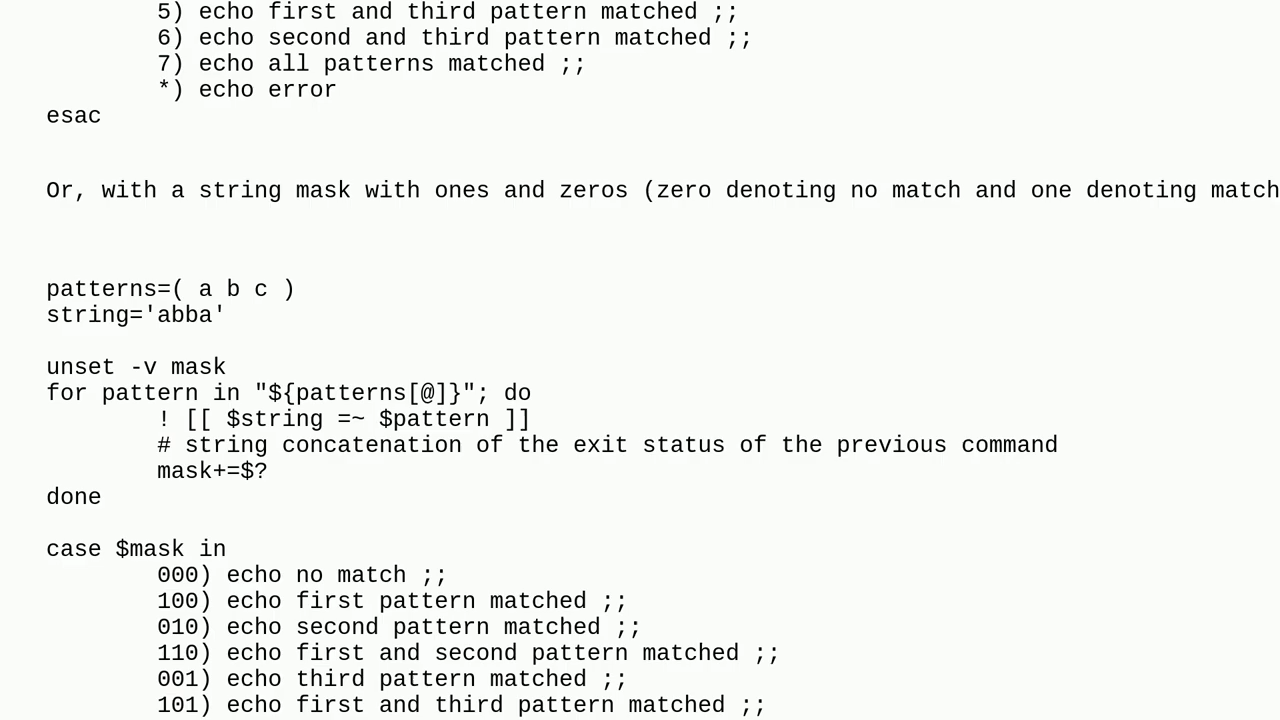 5) echo first and third pattern matched ;;
6) echo second and third pattern matched ;;
7) echo all patterns matched ;;
*) echo error
esac
Or, with a string mask with ones and zeros (zero denoting no match and one denoting match
patterns=( a b c )
string='abba'
unset -v mask
for pattern in "${patterns[@]}"; do
! [[ $string =~ $pattern ]]
# string concatenation of the exit status of the previous command
mask+=$?
done
case $mask in
000) echo no match ;;
100) echo first pattern matched ;;
010) echo second pattern matched ;;
110) echo first and second pattern matched ;;
001) echo third pattern matched ;;
101) echo first and third pattern matched ;;